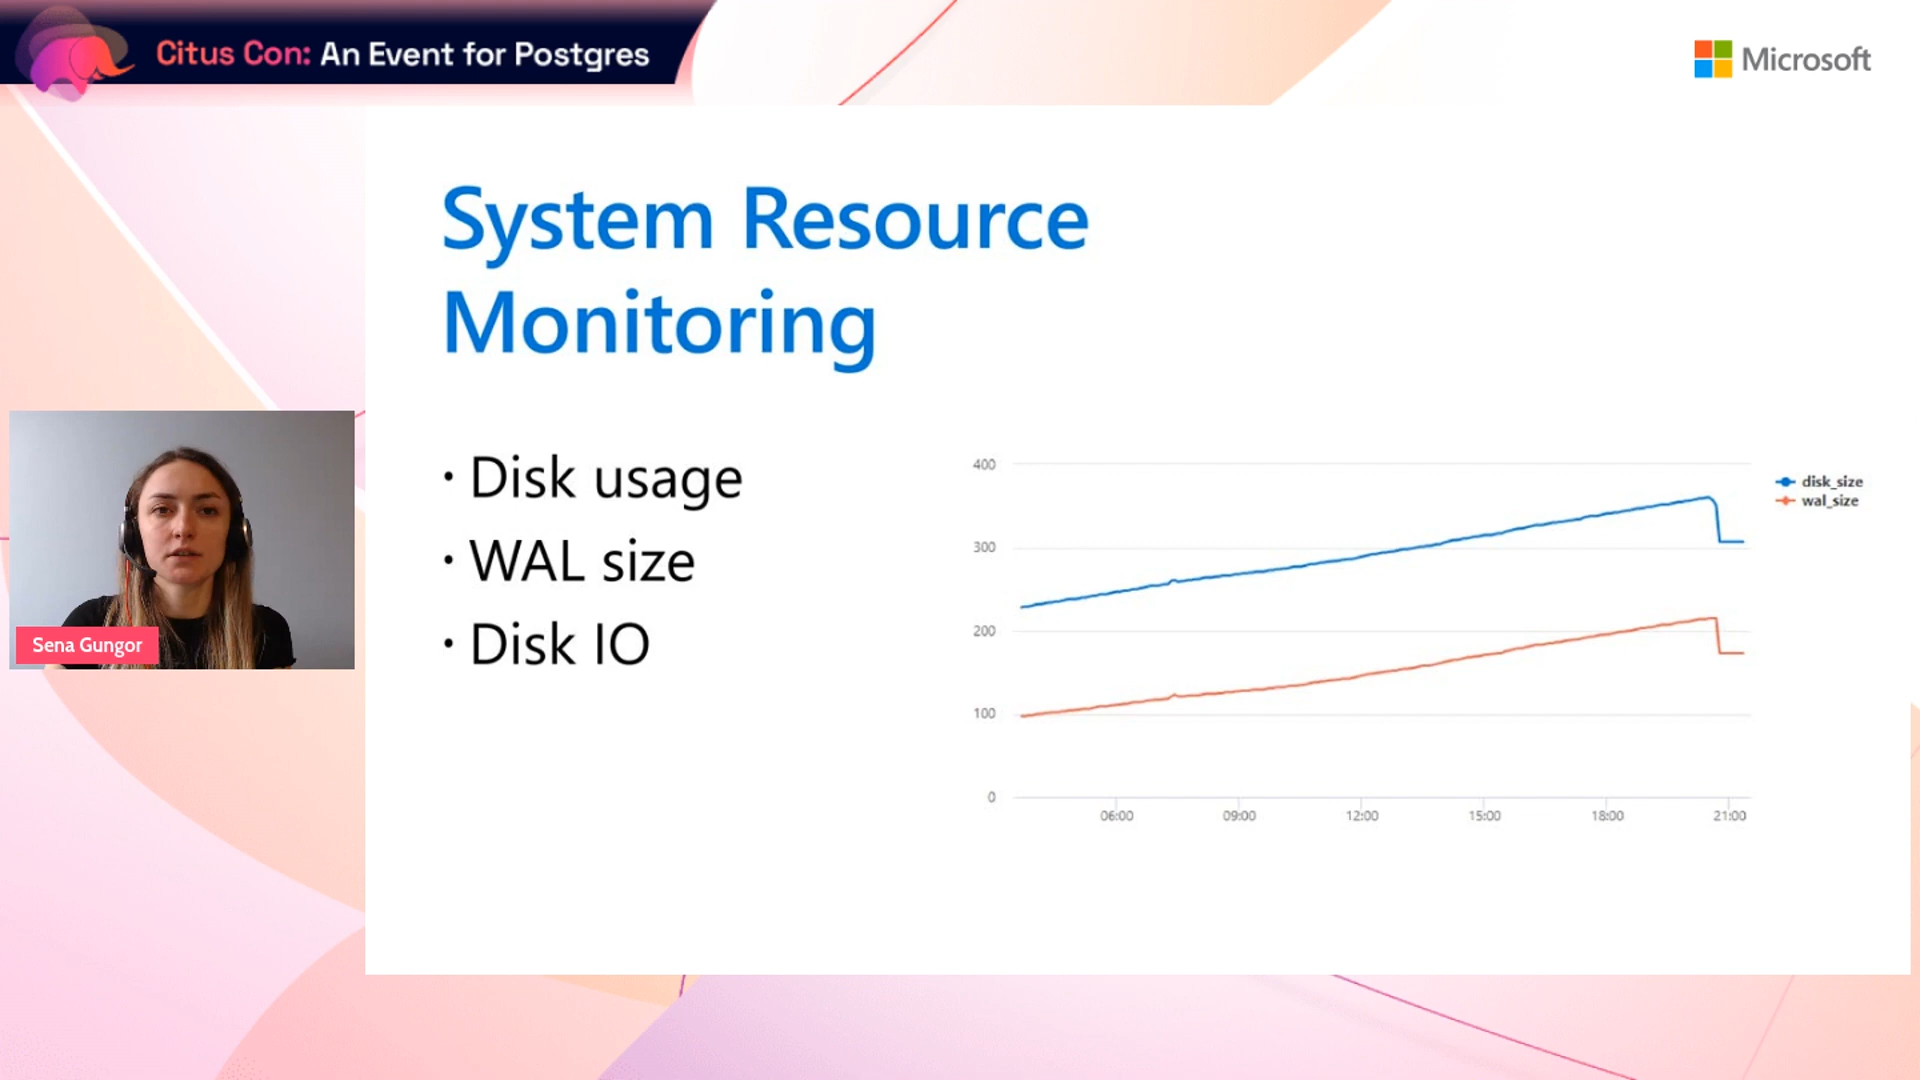 Citus Con: An Event for Postgres
Microsoft
System Resource
Monitoring
· Disk usage
· WAL size
· Disk IO
Sena Gungor
400
300
200
100
0
06:00 09:00 12:00 15:00 18:00 21:00
disk_size
wal_size